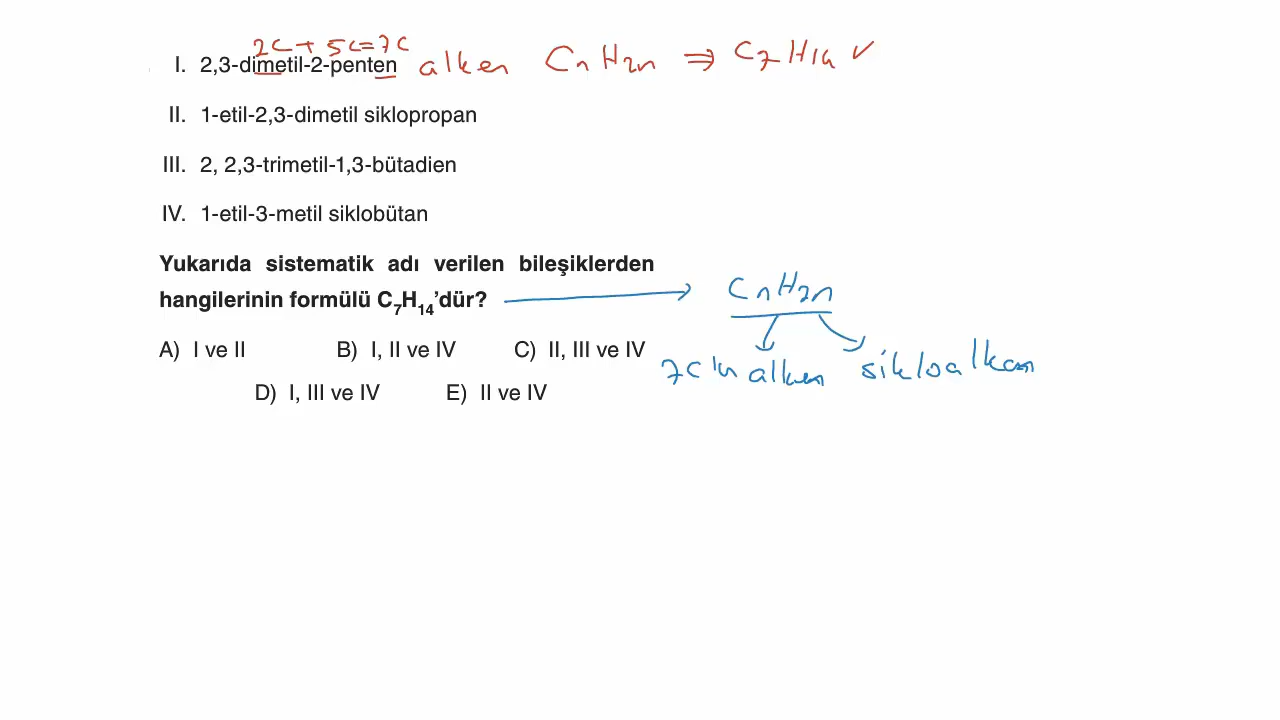 2C + 5C = 7C
I. 2,3-dimetil-2-penten alken CnH2n ⇒ C7H14 ✓
II. 1-etil-2,3-dimetil siklopropan
III. 2, 2,3-trimetil-1,3-bütadien
IV. 1-etil-3-metil siklobütan
Yukarıda sistematik adı verilen bileşiklerden
hangilerinin formülü C7H14'dür? → CnH2n
A) I ve II B) I, II ve IV C) II, III ve IV
7C'lu alken sikloalkan
D) I, III ve IV E) II ve IV